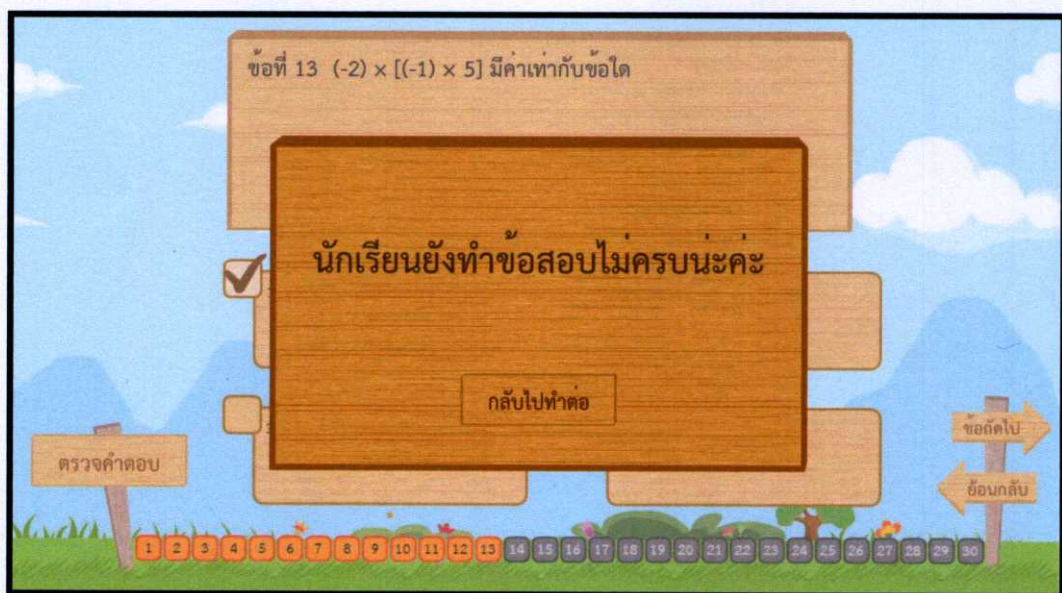 ข้อที่ 13 (-2) × [(-1) × 5] มีค่าเท่ากับข้อใด
นักเรียนยังทำข้อสอบไม่ครบน่ะค่ะ
กลับไปทำต่อ
ตรวจคำตอบ
ข้อถัดไป
ย้อนกลับ
1 2 3 4 5 6 7 8 9 10 11 12 13 14 15 16 17 18 19 20 21 22 23 24 25 26 27 28 29 30